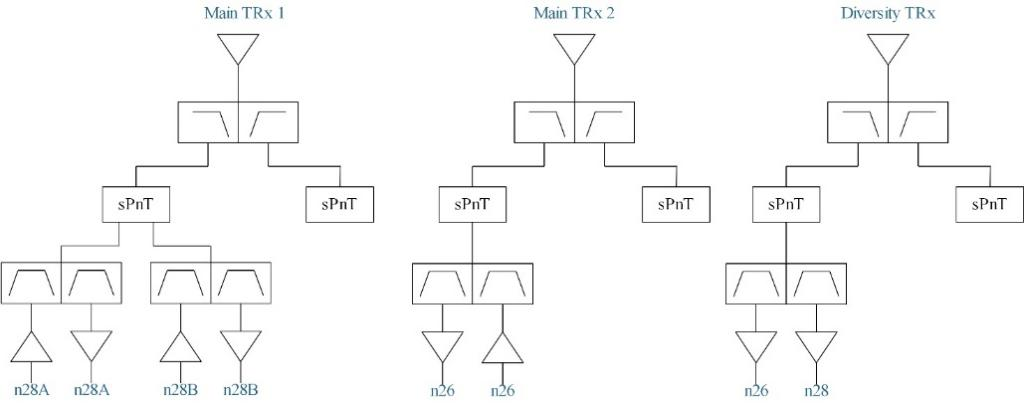 Main TRx 1 Main TRx 2 Diversity TRx
sPnT sPnT sPnT sPnT sPnT sPnT
n28A n28A n28B n28B n26 n26 n26 n28